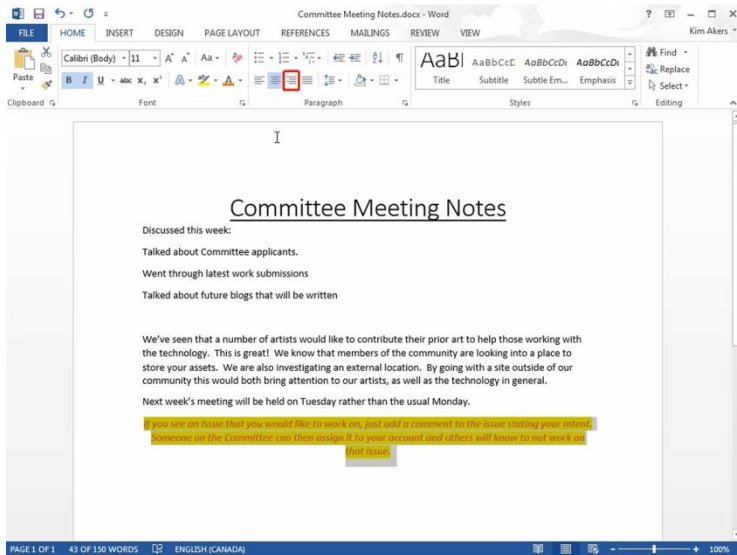 Committee Meeting Notes.docx - Word
Kim Akers
FILE HOME INSERT DESIGN PAGE LAYOUT REFERENCES MAILINGS REVIEW VIEW
Paste
Calibri (Body) 11
Aa
B I U abc x, x
A A
AaBl AaBbCcD AaBbCcDc AaBbCcDc
Title Subtitle Subtle Em... Emphasis
Find
Replace
Select
Clipboard Font Paragraph Styles Editing
Committee Meeting Notes
Discussed this week:
Talked about Committee applicants.
Went through latest work submissions
Talked about future blogs that will be written
We've seen that a number of artists would like to contribute their prior art to help those working with
the technology. This is great! We know that members of the community are looking into a place to
store your assets. We are also investigating an external location. By going with a site outside of our
community this would both bring attention to our artists, as well as the technology in general.
Next week's meeting will be held on Tuesday rather than the usual Monday.
If you see an issue that you would like to work on, just add a comment to the issue stating your intent.
Someone on the Committee can then assign it to your account and others will know to not work on
that issue.
PAGE 1 OF 1 43 OF 150 WORDS ENGLISH (CANADA) 100%